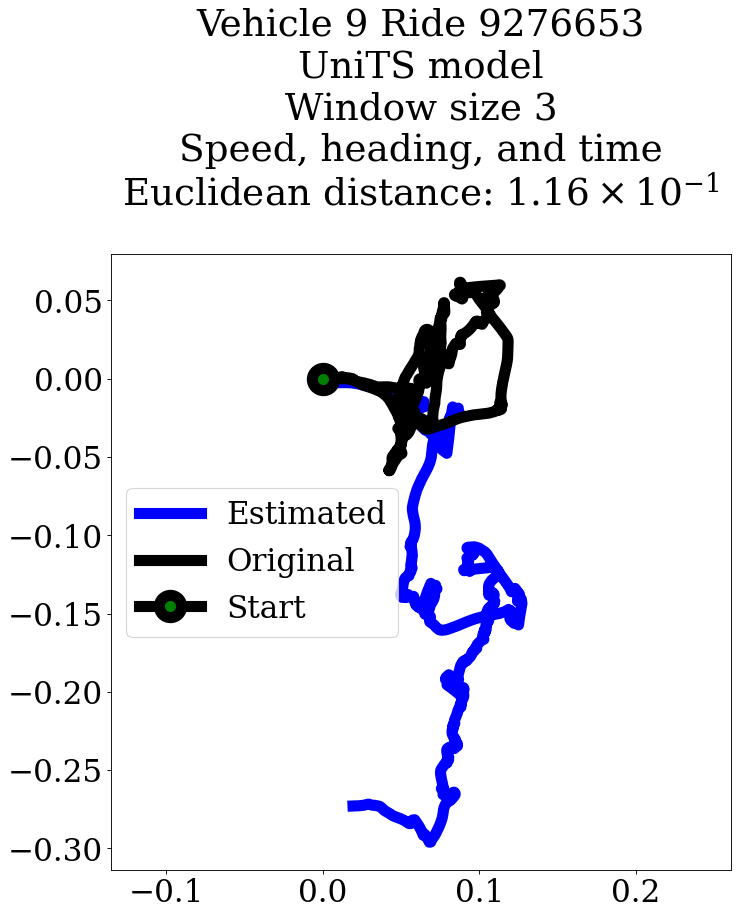 Vehicle 9 Ride 9276653
UniTS model
Window size 3
Speed, heading, and time
Euclidean distance: $1.16 \times 10^{-1}$
0.05
0.00
−0.05
−0.10
−0.15
−0.20
−0.25
−0.30
Estimated
Original
Start
−0.1 0.0 0.1 0.2